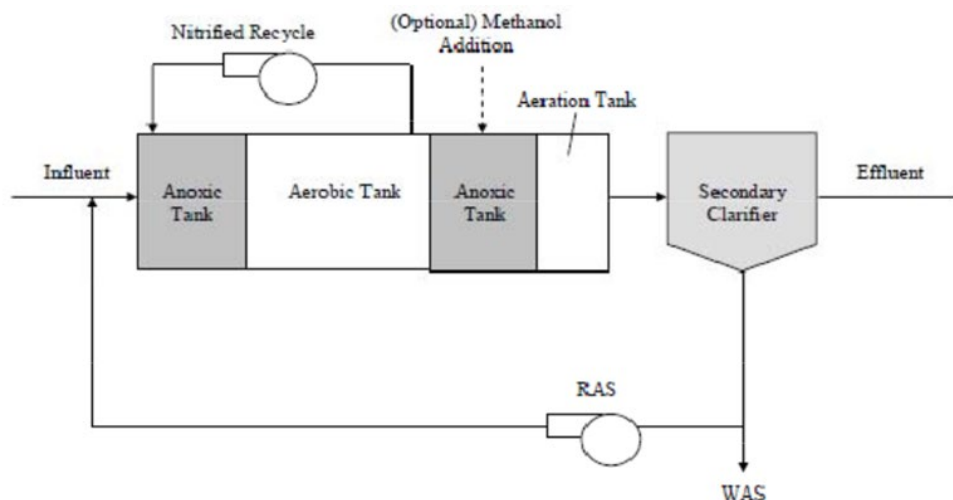 Nitrified Recycle
(Optional) Methanol
Addition
Aeration Tank
Influent
Anoxic
Tank
Aerobic Tank
Anoxic
Tank
Secondary
Clarifier
Effluent
RAS
WAS